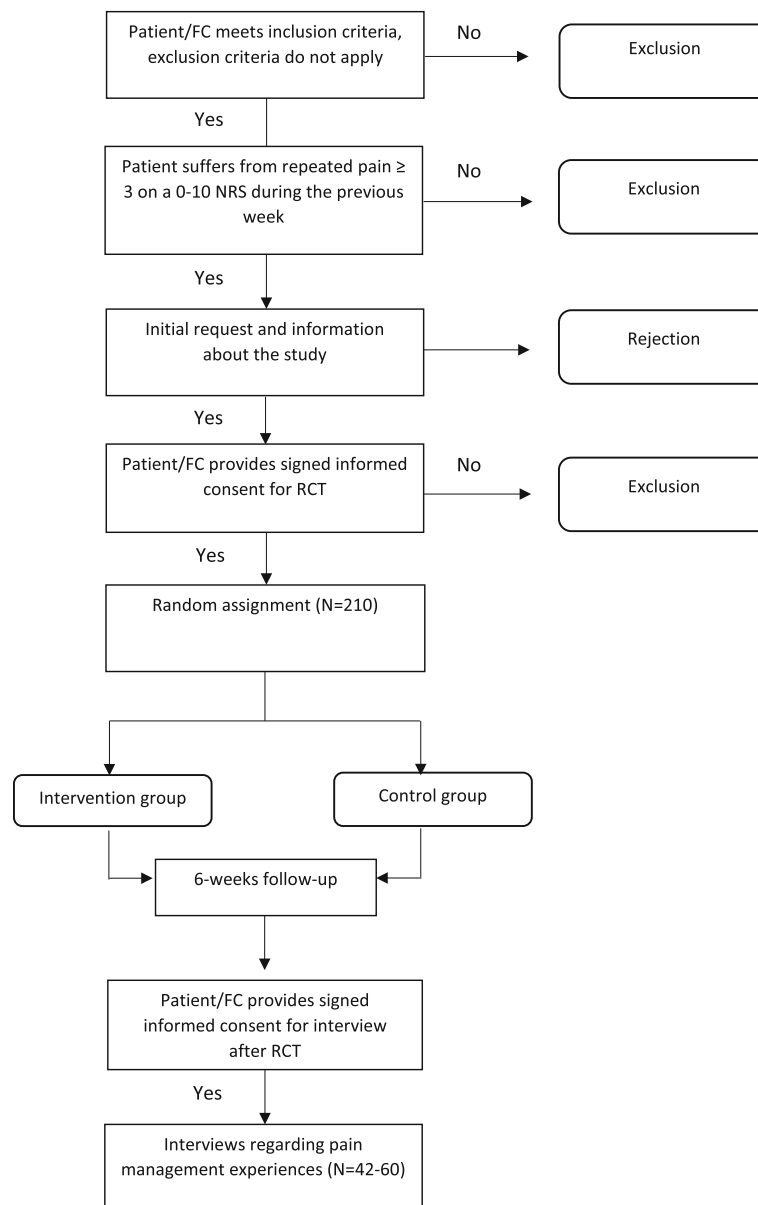 Patient/FC meets inclusion criteria,
exclusion criteria do not apply
No
Exclusion
Yes
Patient suffers from repeated pain ≥
3 on a 0-10 NRS during the previous
week
No
Exclusion
Yes
Initial request and information
about the study
Rejection
Yes
Patient/FC provides signed informed
consent for RCT
No
Exclusion
Yes
Random assignment (N=210)
Intervention group
Control group
6-weeks follow-up
Patient/FC provides signed
informed consent for interview
after RCT
Yes
Interviews regarding pain
management experiences (N=42-60)